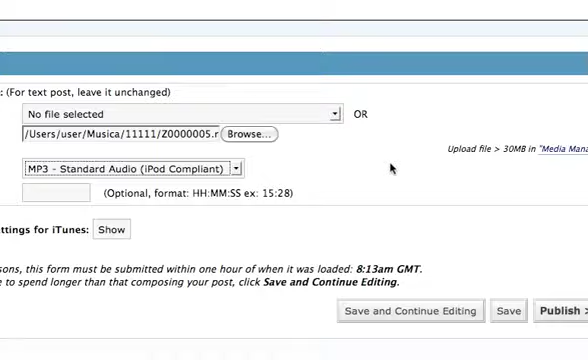 : (For text post, leave it unchanged)
No file selected OR
/Users/user/Musica/11111/Z0000005.r Browse...
Upload file > 30MB in "Media Mana
MP3 - Standard Audio (iPod Compliant)
(Optional, format: HH:MM:SS ex: 15:28)
ttings for iTunes: Show
sons, this form must be submitted within one hour of when it was loaded: 8:13am GMT.
e to spend longer than that composing your post, click Save and Continue Editing.
Save and Continue Editing Save Publish >